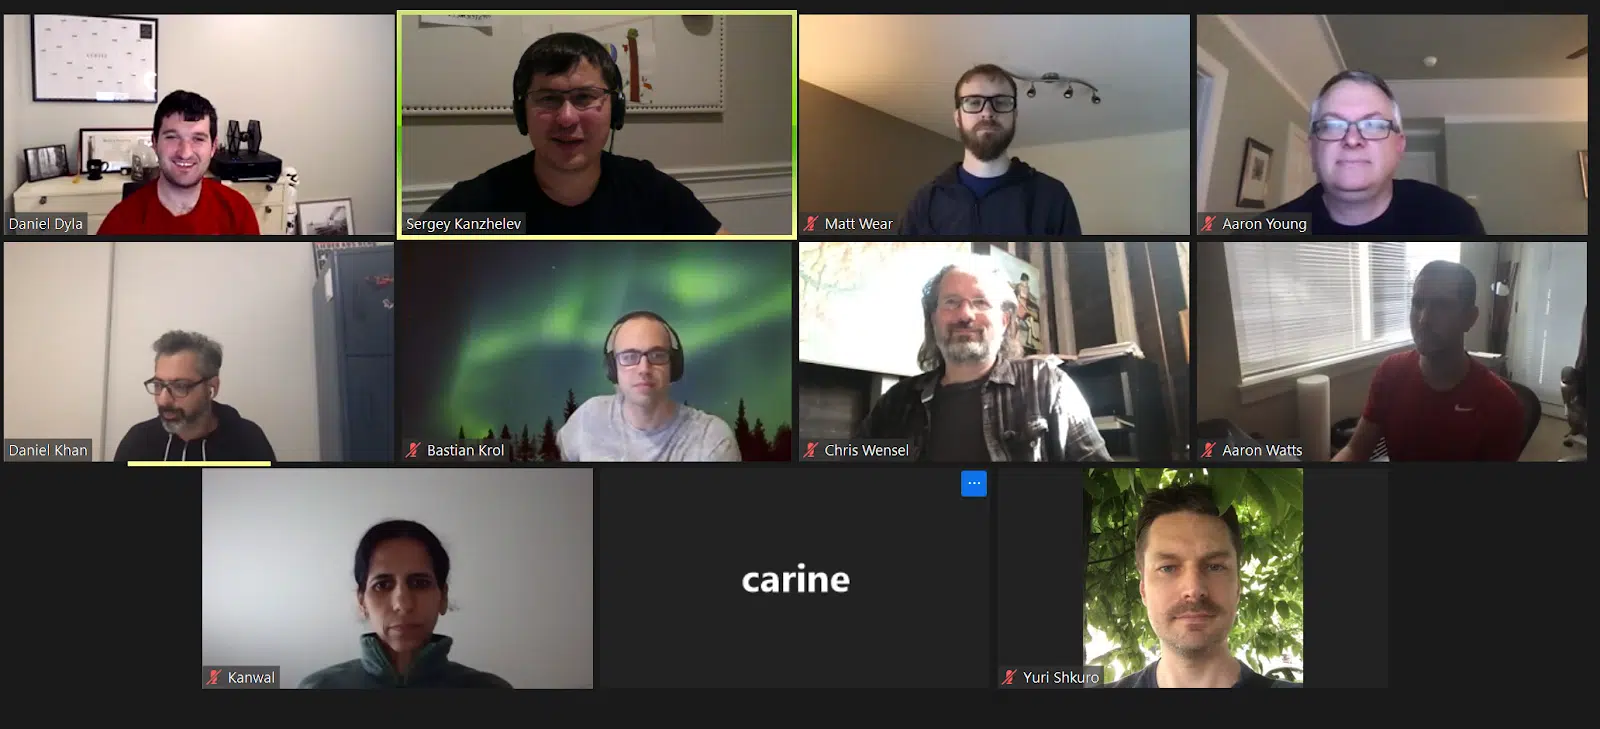 Daniel Dyla
Sergey Kanzhelev
Matt Wear
Aaron Young
Daniel Khan
Bastian Krol
Chris Wensel
Aaron Watts
Kanwal
carine
Yuri Shkuro